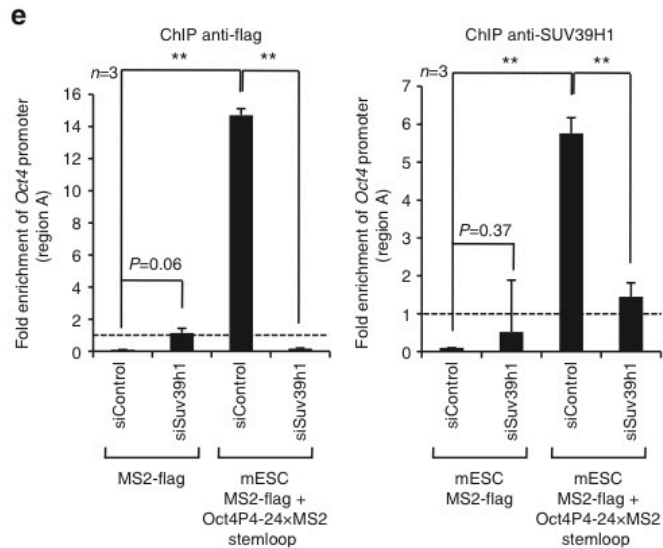 e
ChIP anti-flag
n=3
**
**
16
14
12
10
8
6
4
2
0
Fold enrichment of Oct4 promoter
(region A)
P=0.06
siControl
siSuv39h1
siControl
siSuv39h1
MS2-flag
mESC
MS2-flag +
Oct4P4-24×MS2
stemloop
ChIP anti-SUV39H1
n=3
**
**
7
6
5
4
3
2
1
0
Fold enrichment of Oct4 promoter
(region A)
P=0.37
siControl
siSuv39h1
siControl
siSuv39h1
mESC
MS2-flag
mESC
MS2-flag +
Oct4P4-24×MS2
stemloop